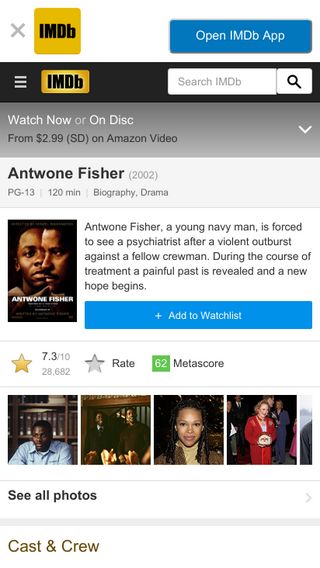 IMDb
Open IMDb App
IMDb
Search IMDb
Watch Now or On Disc
From $2.99 (SD) on Amazon Video
Antwone Fisher (2002)
PG-13 | 120 min | Biography, Drama
Antwone Fisher, a young navy man, is forced
to see a psychiatrist after a violent outburst
against a fellow crewman. During the course of
treatment a painful past is revealed and a new
hope begins.
ANTWONE FISHER
+ Add to Watchlist
7.3/10
28,682
Rate
62 Metascore
See all photos
Cast & Crew